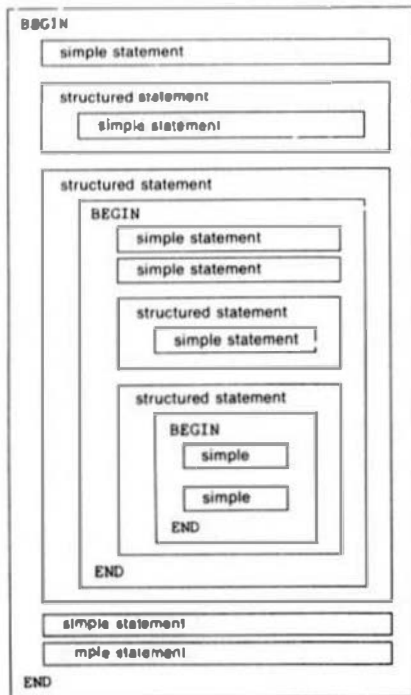 BEGIN
simple statement
structured statement
simple statement
structured statement
BEGIN
simple statement
simple statement
structured statement
simple statement
structured statement
BEGIN
simple
simple
END
END
simple statement
mple statement
END